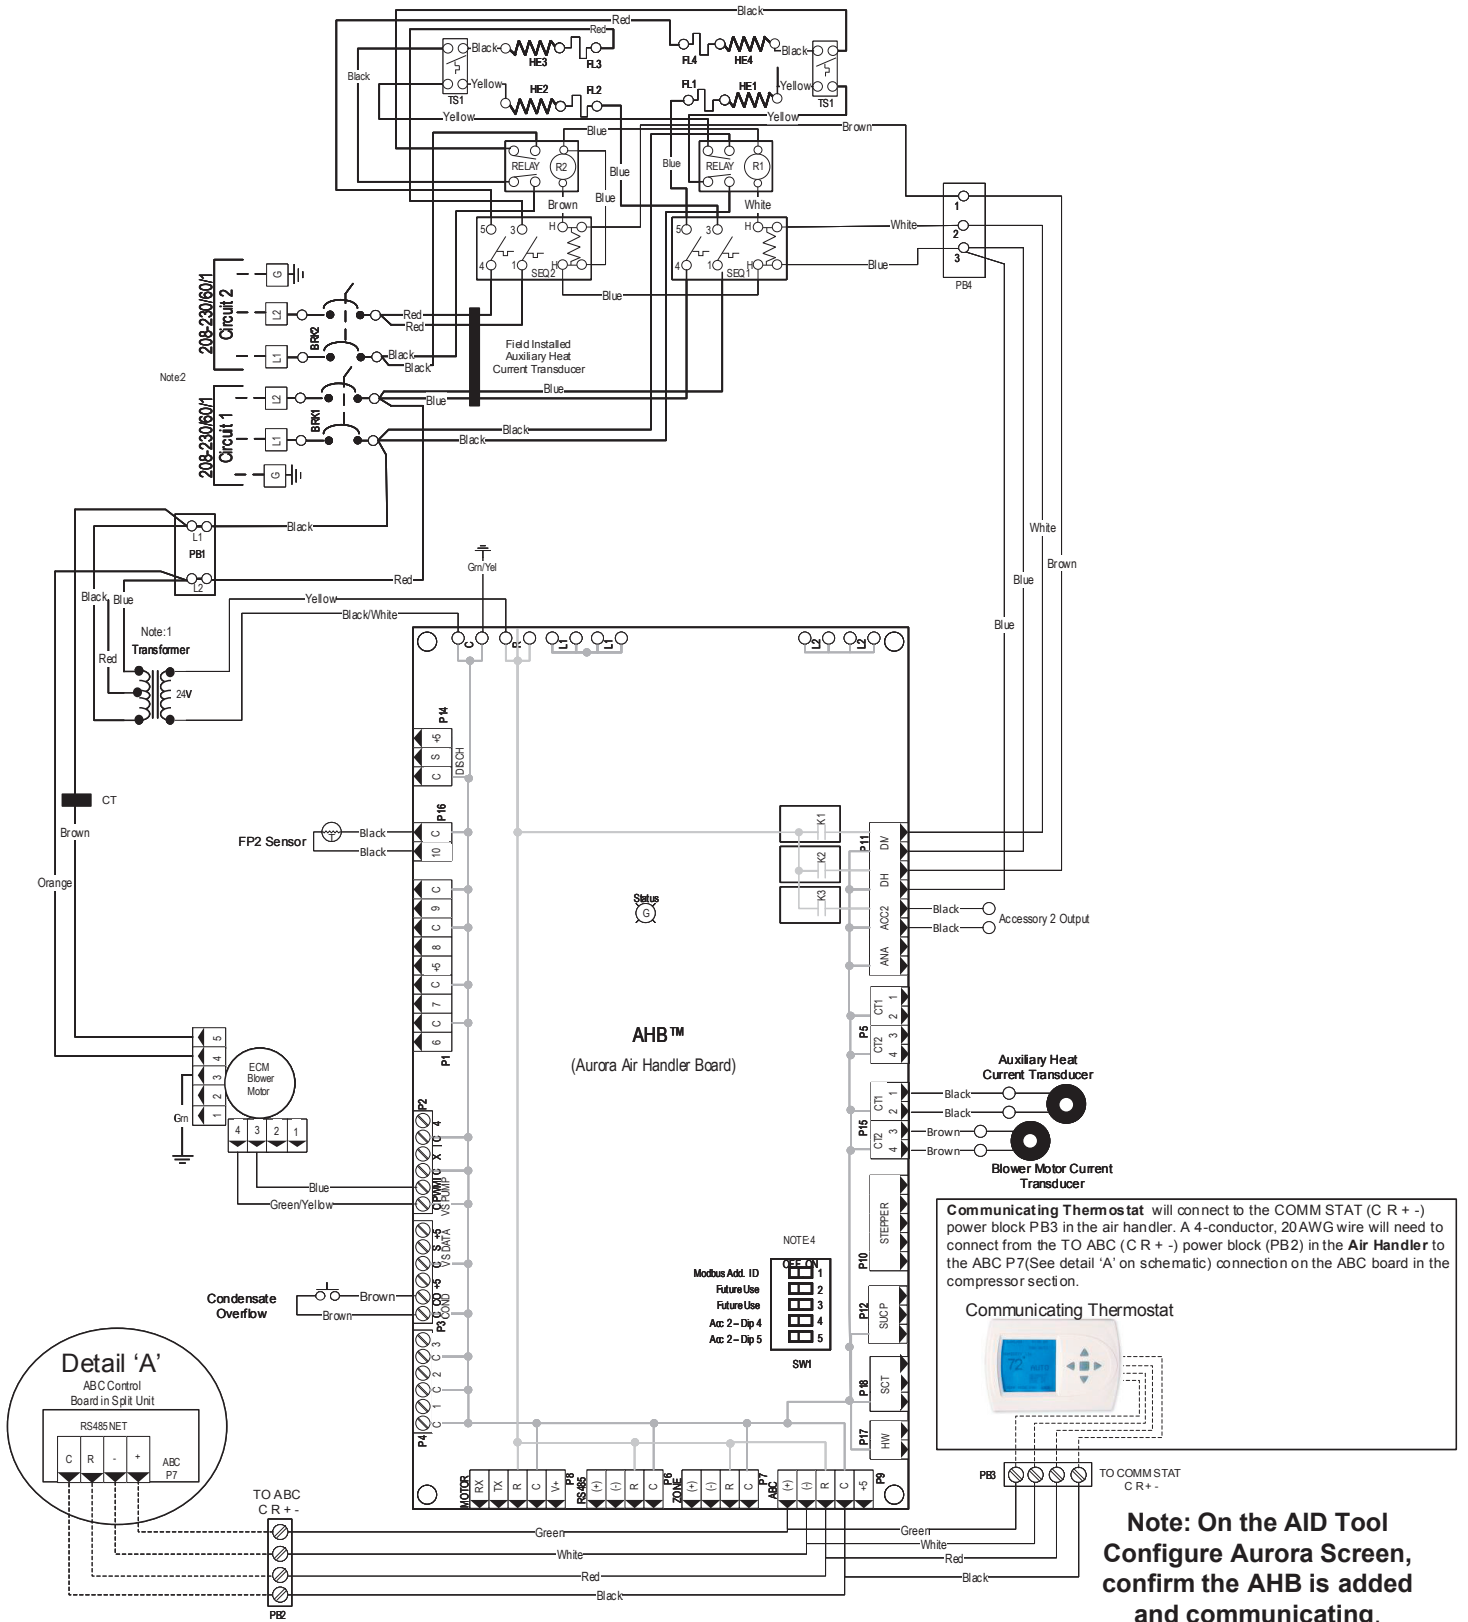 Black
Red
Red
Black
HE3
FL3
FL4
HE4
Black
Black
Yellow
TS1
HE2
FL2
FL1
HE1
Yellow
TS1
Yellow
Yellow
Brown
Blue
RELAY
R2
Blue
Blue
Blue
RELAY
R1
Brown
White
5
3
H
4
1
H
SEQ2
5
3
H
4
1
H
SEQ1
Blue
White
Blue
1
2
3
PB4
208-230/60/1
Circuit 2
G
L2
L1
BRK2
Red
Red
Black
Black
Field Installed
Auxiliary Heat
Current Transducer
Note:2
208-230/60/1
Circuit 1
L2
L1
G
BRK1
Blue
Blue
Black
Black
Black
L1
PB1
L2
Red
Grn/Yel
Yellow
Black/White
Black
Blue
Red
Note: 1
Transformer
24V
White
Brown
Blue
Blue
C
R
L1
L1
L2
L2
P14
+5
S
C
DISCH
CT
Brown
Orange
FP2 Sensor
Black
Black
P16
C
10
C
9
C
8
+5
C
7
C
6
P1
Status
G
K1
K2
K3
P11
DM
DH
ACC2
ANA
Black
Black
Accessory 2 Output
AHB™
(Aurora Air Handler Board)
CT1
1
2
P5
CT2
3
4
Auxiliary Heat
Current Transducer
CT1
1
2
P15
CT2
3
4
Black
Black
Brown
Brown
Blower Motor Current
Transducer
5
4
3
2
1
ECM
Blower
Motor
Grn
4 3 2 1
Blue
Green/Yellow
P2
4
C
X
C
PWM
VS PUMP
+5
S
C
VS DATA
+5
CO
C
COND
P3
Condensate
Overflow
Brown
Brown
3
C
2
C
1
C
P4
STEPPER
P10
SUCP
P12
SCT
P18
HW
P17
NOTE:4
OFF ON
Modbus Add. ID 1
Future Use 2
Future Use 3
Acc 2 – Dip 4 4
Acc 2 – Dip 5 5
SW1
Communicating Thermostat will connect to the COMM STAT (C R + -)
power block PB3 in the air handler. A 4-conductor, 20AWG wire will need to
connect from the TO ABC (C R + -) power block (PB2) in the Air Handler to
the ABC P7(See detail ‘A’ on schematic) connection on the ABC board in the
compressor section.
Communicating Thermostat
72°
PB3
TO COMM STAT
C R + -
Detail ‘A’
ABC Control
Board in Split Unit
RS485 NET
C R - +
ABC
P7
TO ABC
C R + -
PB2
MOTOR
RX
TX
R
C
V+
P8
RS485
(+)
(-)
R
C
P6
ZONE
(+)
(-)
R
C
P7
ABC
(+)
(-)
R
C
+5
P9
Green
White
Red
Black
Green
White
Red
Black
Note: On the AID Tool
Configure Aurora Screen,
confirm the AHB is added
and communicating.